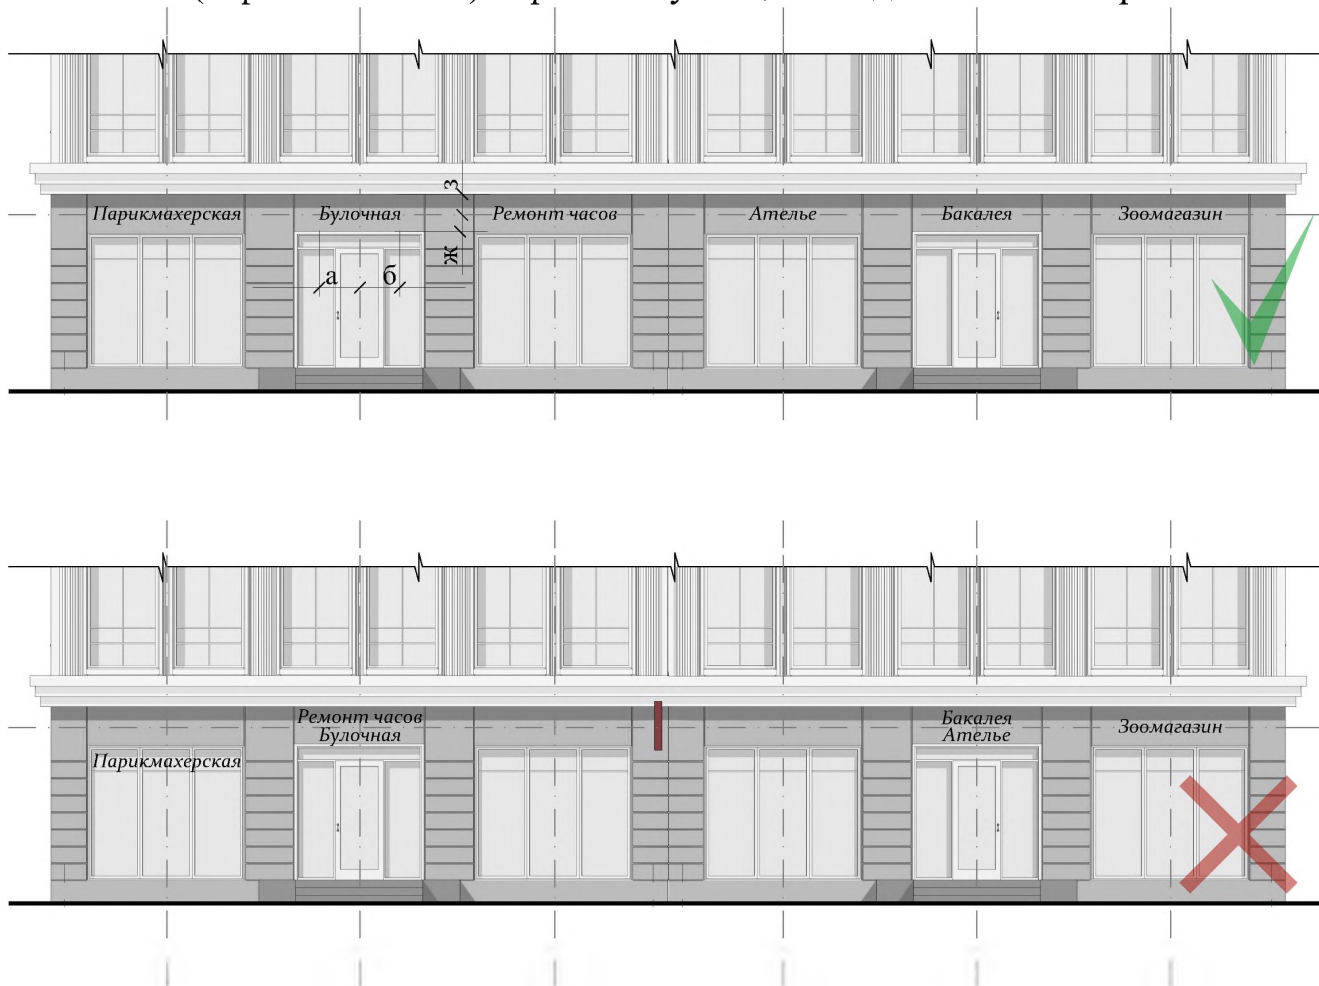 з
Парикмахерская Булочная Ремонт часов Ателье Бакалея Зоомагазин
ж
а б
Ремонт часов Бакалея Зоомагазин
Булочная Ателье
Парикмахерская